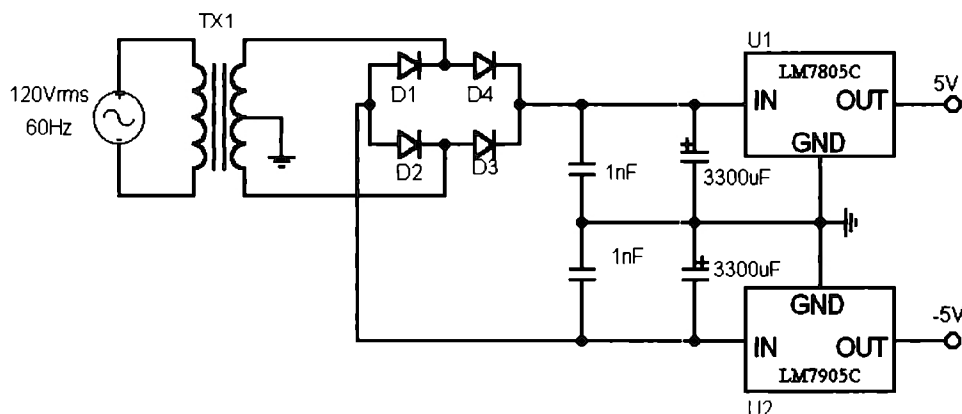 TX1
120Vrms
60Hz
D1
D4
D2
D3
1nF
3300uF
1nF
3300uF
U1
LM7805C
IN
OUT
GND
5V
GND
IN
OUT
LM7905C
-5V
U2